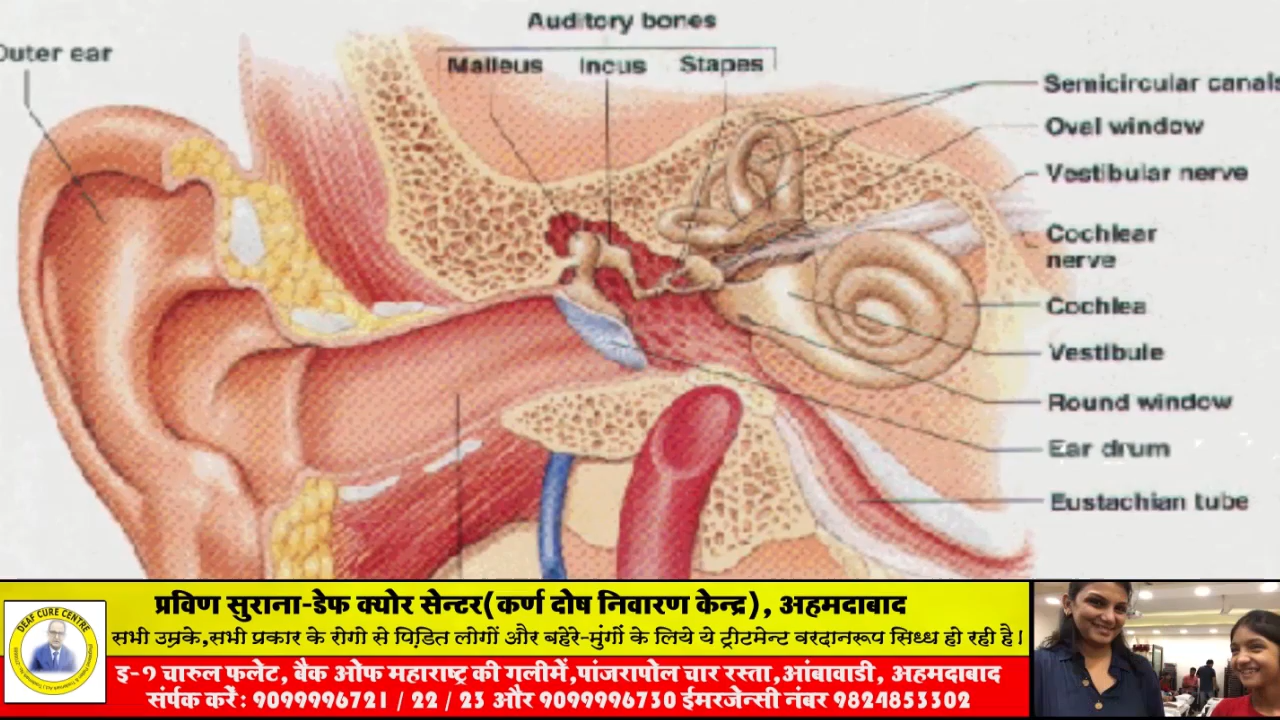 Auditory bones
Malleus Incus Stapes
Outer ear
Semicircular canals
Oval window
Vestibular nerve
Cochlear
nerve
Cochlea
Vestibule
Round window
Ear drum
Eustachian tube
DEAF CURE CENTRE
प्रविण सुराना-डेफ क्योर सेन्टर(कर्ण दोष निवारण केन्द्र), अहमदाबाद
सभी उम्रके,सभी प्रकार के रोगो से पिडि़त लोगों और बहेरे-मुंगों के लिये ये ट्रीटमेन्ट वरदानरूप सिध्ध हो रही है।
इ-१ चारुल फलेट, बैक ओफ महाराष्ट्र की गलीमें,पांजरापोल चार रस्ता,आंबावाडी, अहमदाबाद
संर्पक करें: 9099996721 / 22 / 23 और 9099996730 ईमरजेन्सी नंबर 9824853302